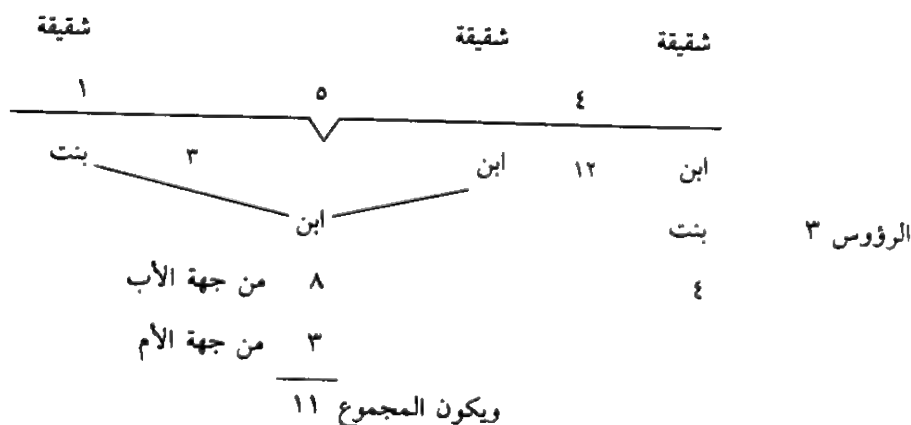 شقيقة شقيقة شقيقة
٤ ٥ ١
ابن ١٢ ابن ٣ بنت
ابن
الرؤوس ٣ بنت
٤ ٨ من جهة الأب
٣ من جهة الأم
ويكون المجموع ١١